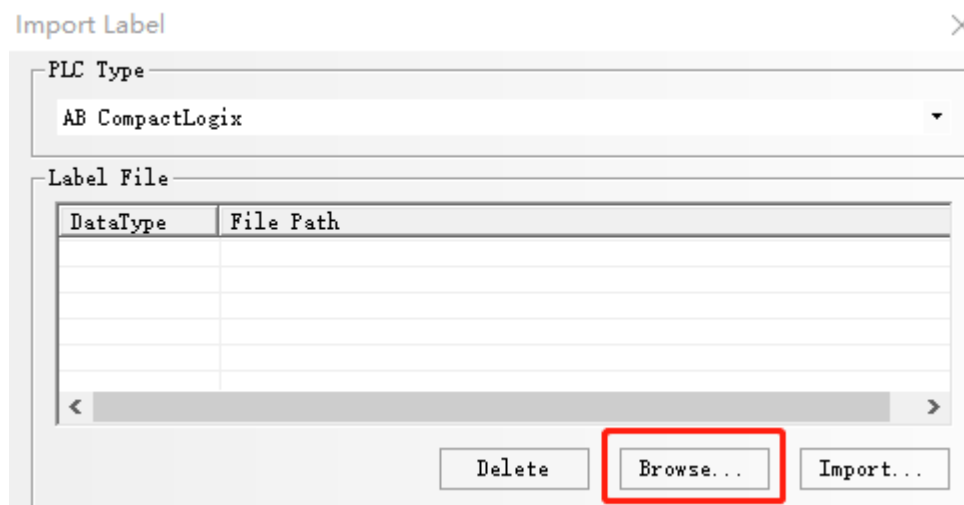 Import Label
PLC Type
AB CompactLogix
Label File
DataType File Path
Delete Browse... Import...